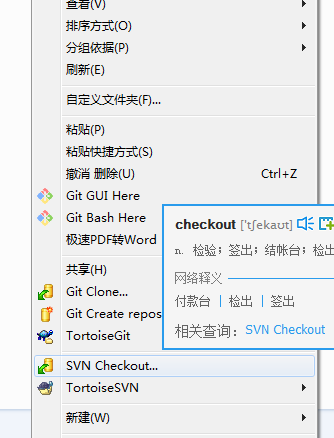 查看(V)
排序方式(O)
分组依据(P)
刷新(E)
自定义文件夹(F)...
粘贴(P)
粘贴快捷方式(S)
撤消 删除(U) Ctrl+Z
Git GUI Here
Git Bash Here
极速PDF转Word
共享(H)
Git Clone...
Git Create repos
TortoiseGit
SVN Checkout...
TortoiseSVN
新建(W)
checkout ['tʃekaʊt]
n. 检验；签出；结帐台；检出
网络释义
付款台 | 检出 | 签出
相关查询: SVN Checkout